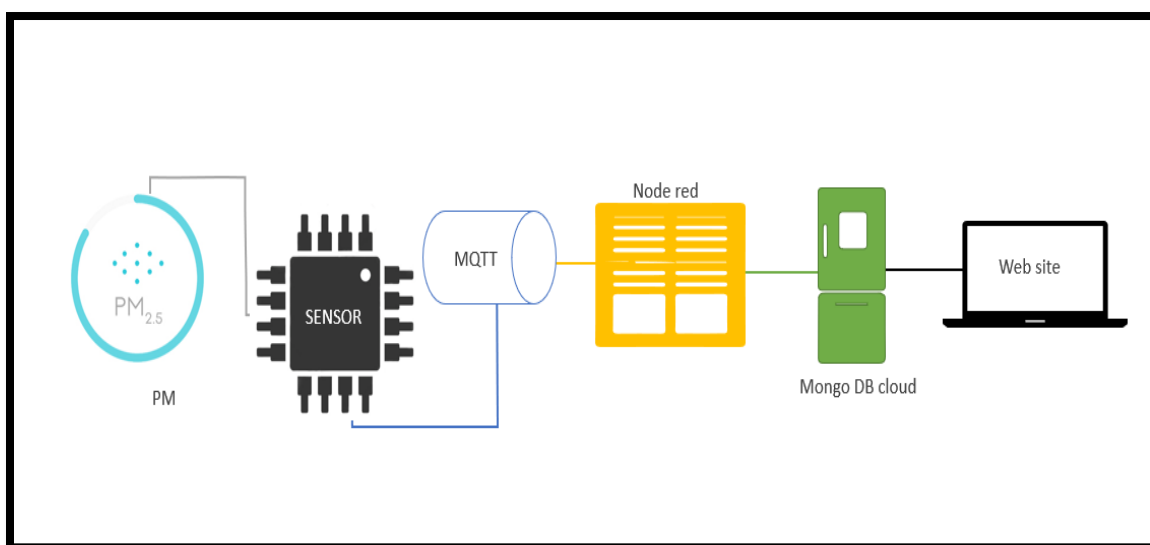 PM2.5
PM
SENSOR
MQTT
Node red
Mongo DB cloud
Web site